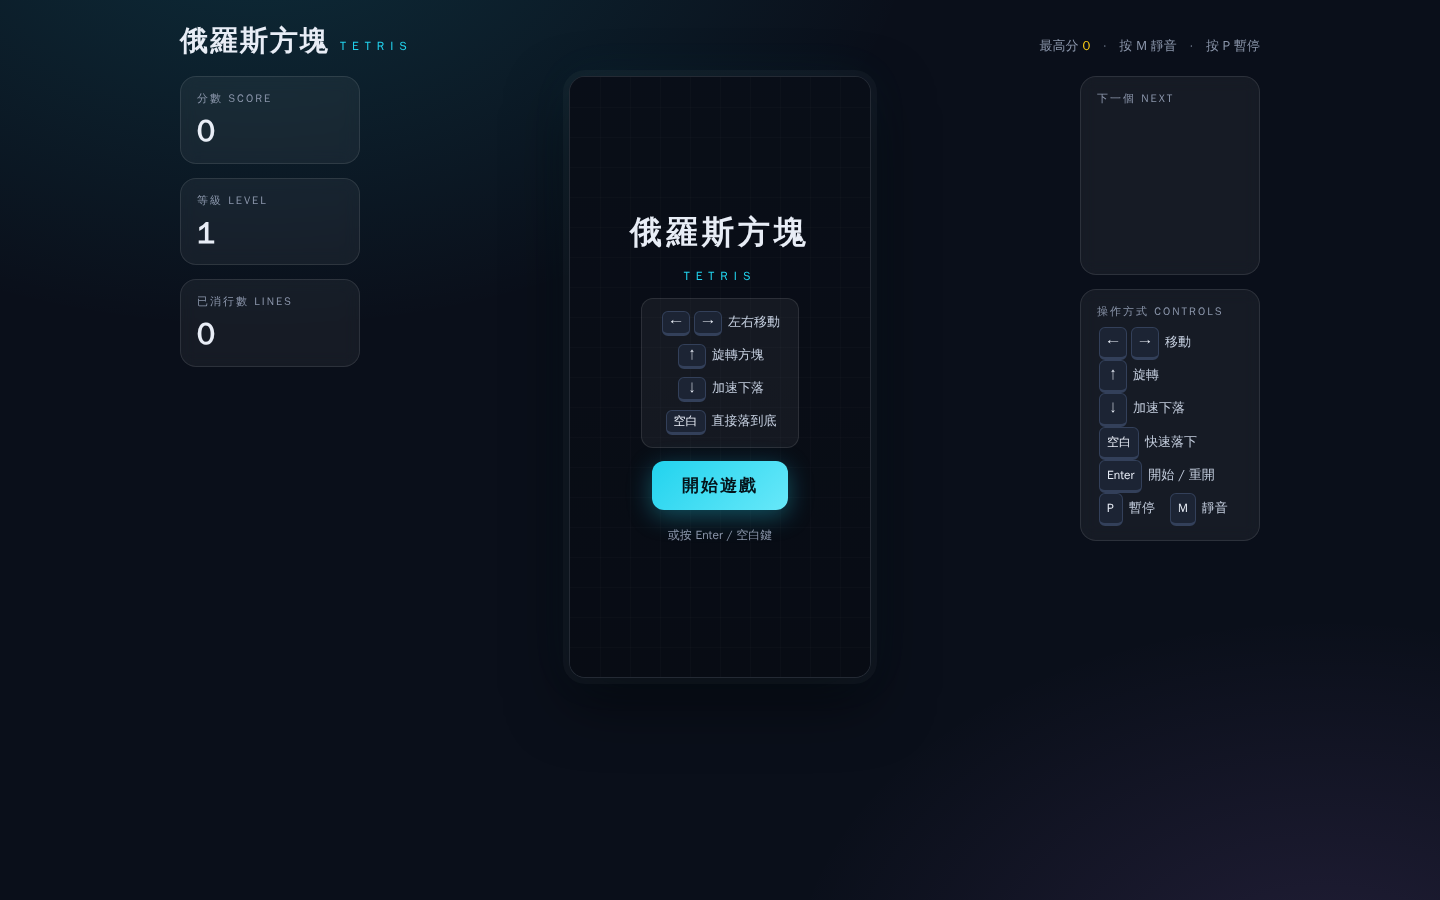 俄羅斯方塊 TETRIS
最高分 0 · 按 M 靜音 · 按 P 暫停
分數 SCORE
0
等級 LEVEL
1
已消行數 LINES
0
俄羅斯方塊
TETRIS
← → 左右移動
↑ 旋轉方塊
↓ 加速下落
空白 直接落到底
開始遊戲
或按 Enter / 空白鍵
下一個 NEXT
操作方式 CONTROLS
← → 移動
↑ 旋轉
↓ 加速下落
空白 快速落下
Enter 開始 / 重開
P 暫停 M 靜音